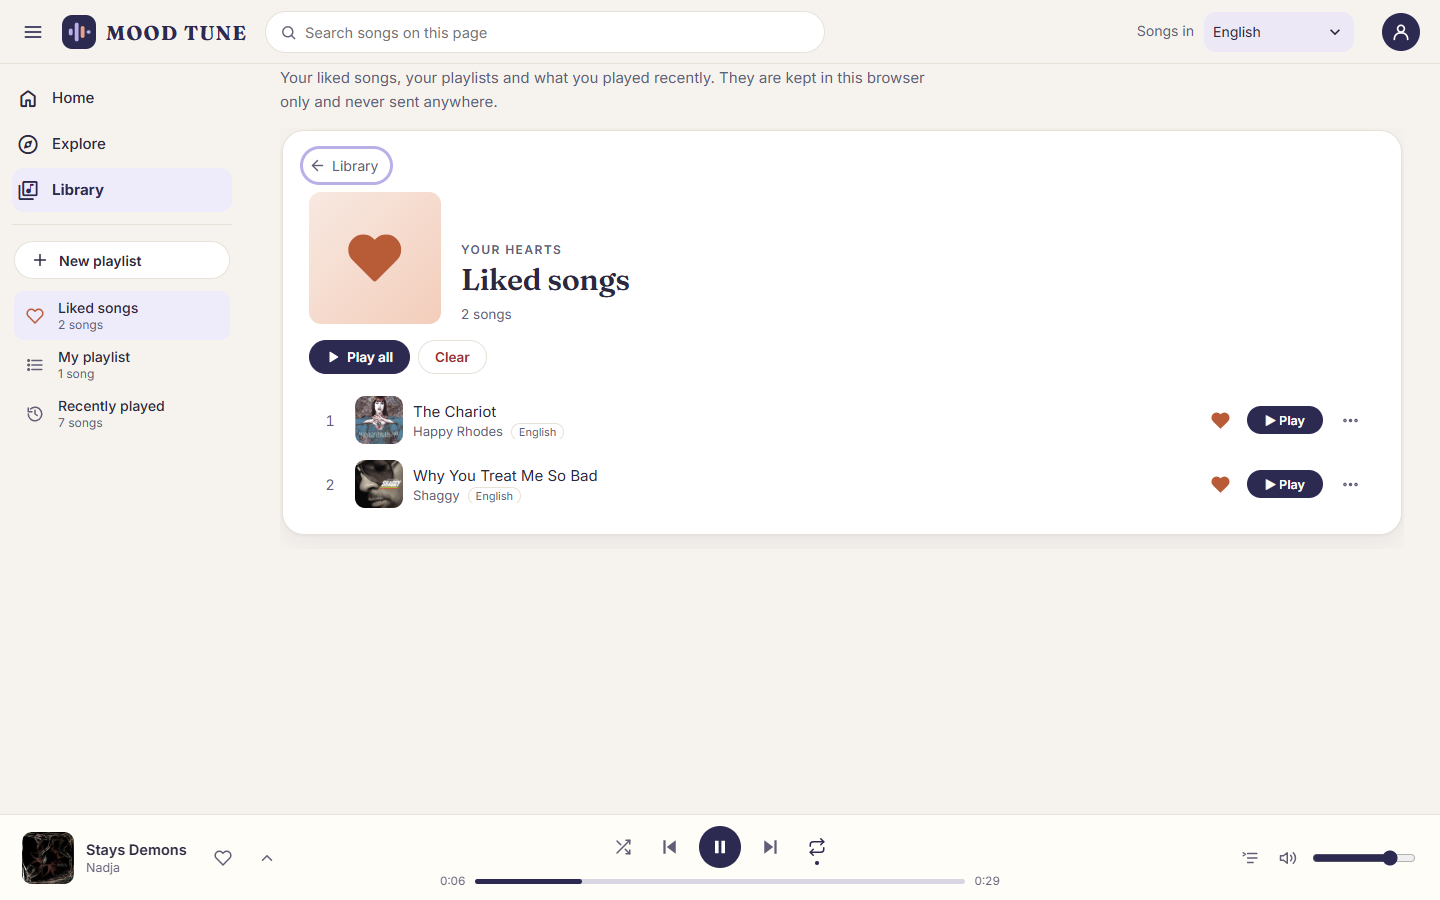 MOOD TUNE
Search songs on this page
Songs in
English
Home
Explore
Library
New playlist
Liked songs
2 songs
My playlist
1 song
Recently played
7 songs
Your liked songs, your playlists and what you played recently. They are kept in this browser
only and never sent anywhere.
Library
YOUR HEARTS
Liked songs
2 songs
Play all
Clear
1
The Chariot
Happy Rhodes
English
Play
2
Why You Treat Me So Bad
Shaggy
English
Play
Stays Demons
Nadja
0:06
0:29